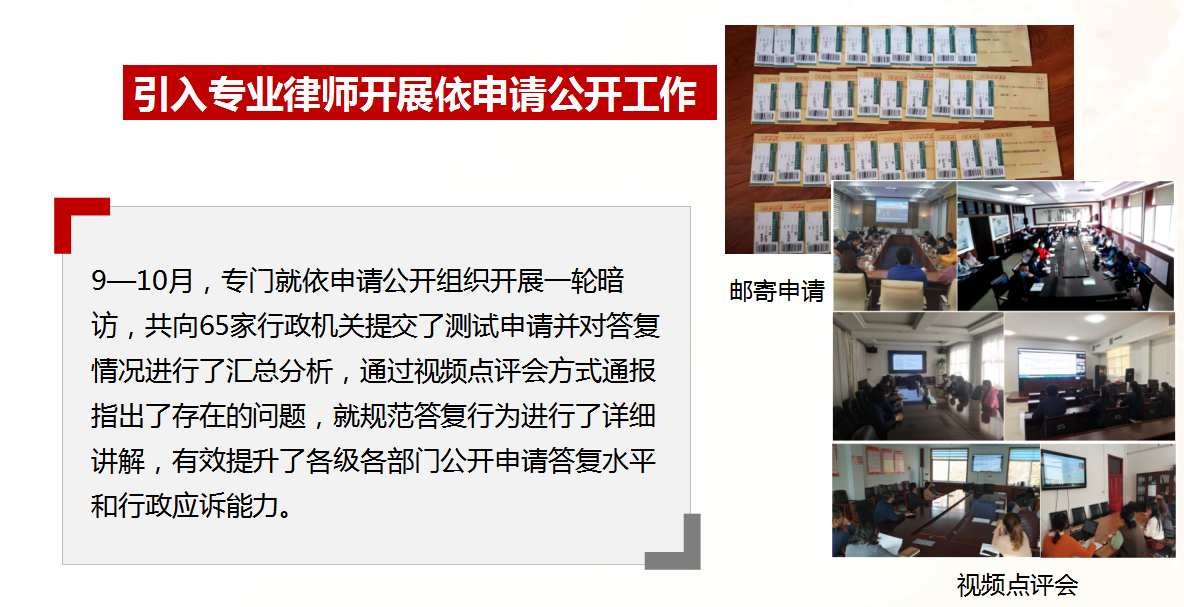 引入专业律师开展依申请公开工作
9—10月，专门就依申请公开组织开展一轮暗
访，共向65家行政机关提交了测试申请并对答复
情况进行了汇总分析，通过视频点评会方式通报
指出了存在的问题，就规范答复行为进行了详细
讲解，有效提升了各级各部门公开申请答复水平
和行政应诉能力。
邮寄申请
视频点评会